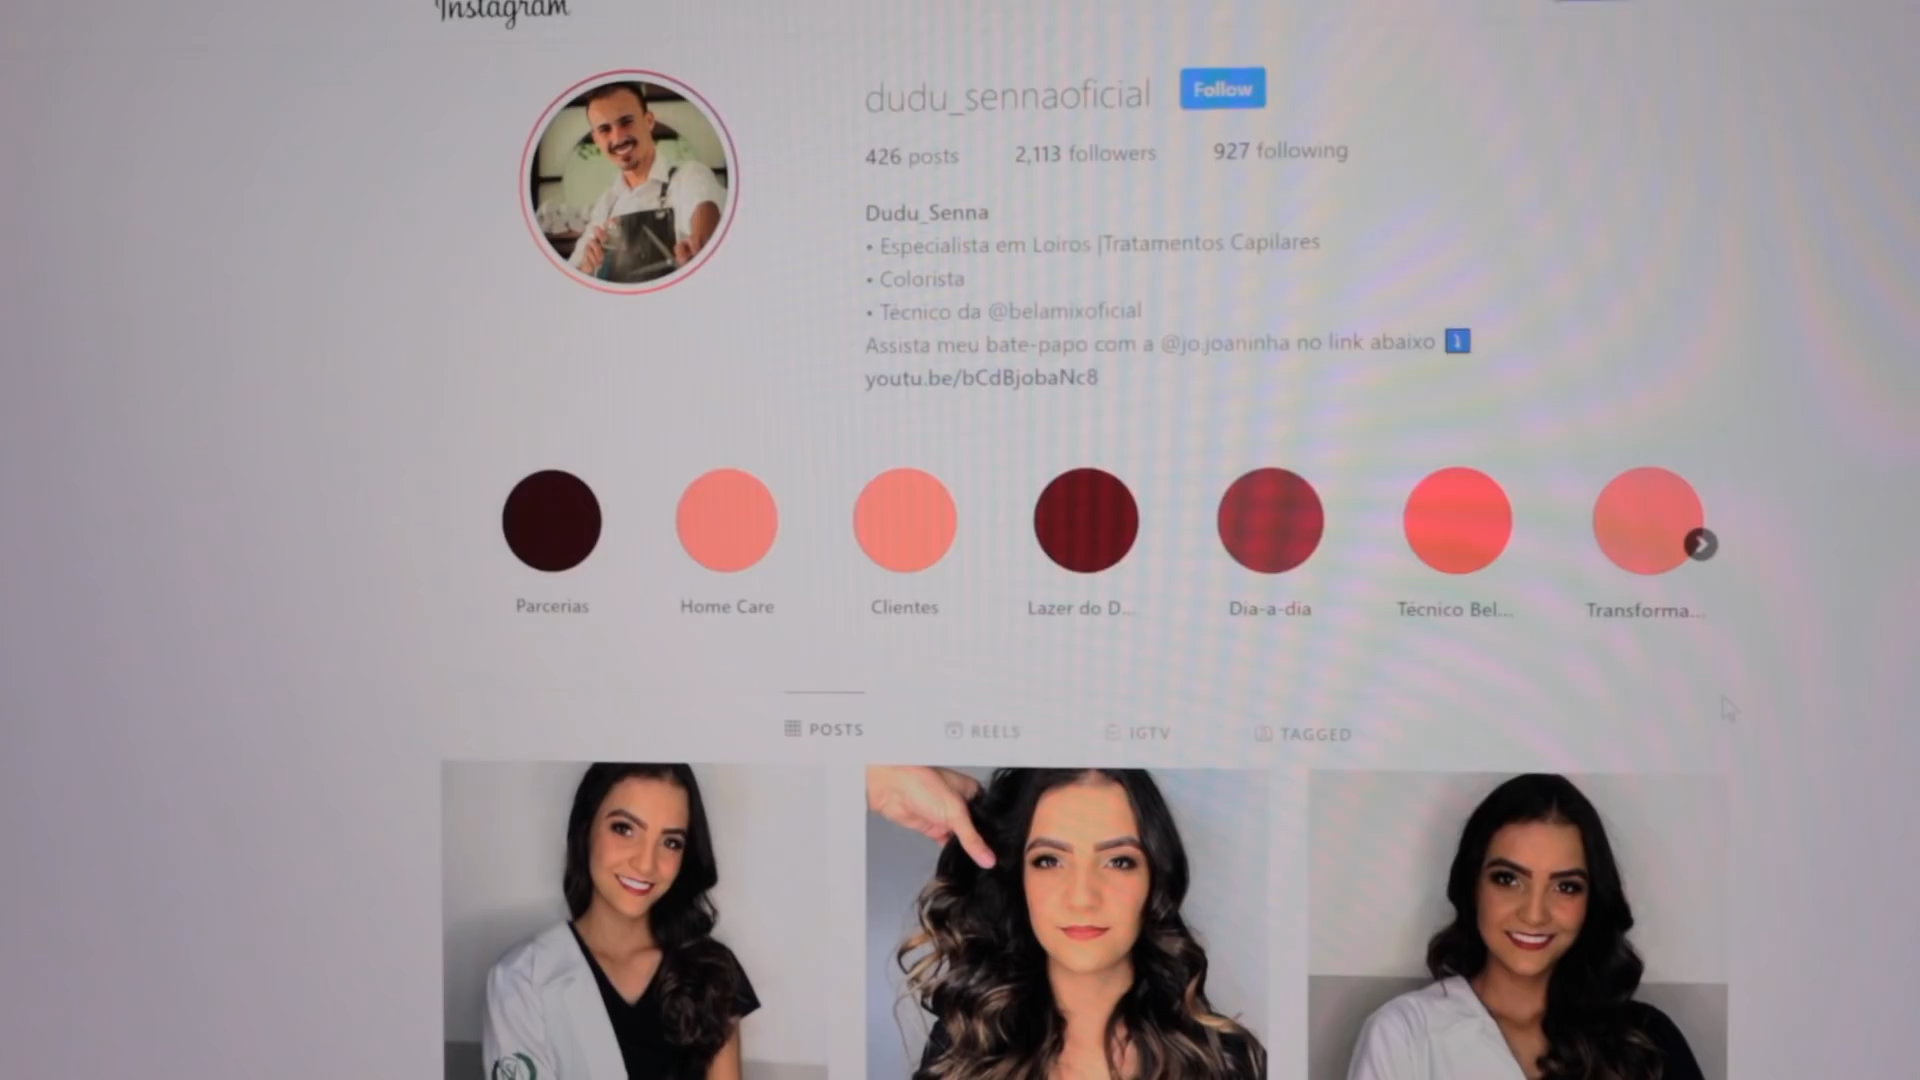 Instagram
dudu_sennaoficial Follow
426 posts 2,113 followers 927 following
Dudu_Senna
• Especialista em Loiros |Tratamentos Capilares
• Colorista
• Técnico da @belamixoficial
Assista meu bate-papo com a @jo.joaninha no link abaixo
youtu.be/bCdBjobaNc8
Parcerias Home Care Clientes Lazer do D... Dia-a-dia Técnico Bel... Transforma...
POSTS REELS IGTV TAGGED